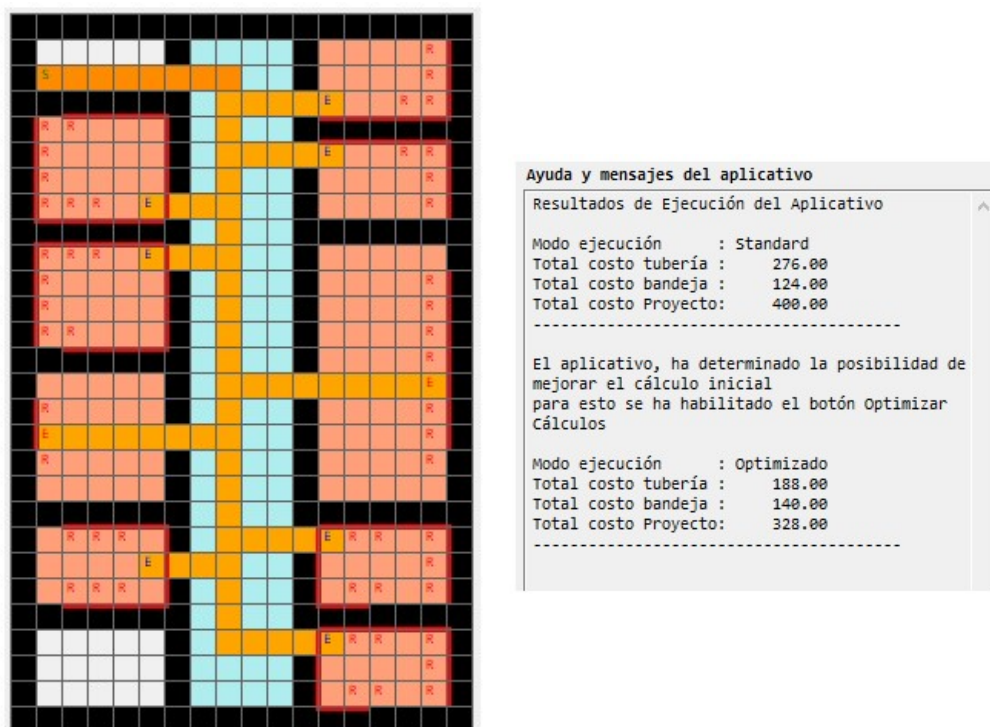 R
S R
E R R
R R
R E R R
R R
R R R E
R R R E
R R
R R
R R R
R
E
R R
E R
R R
R R R E R R R
E R
R R R R R R
E R R R
R
R R R
Ayuda y mensajes del aplicativo
Resultados de Ejecución del Aplicativo
Modo ejecución : Standard
Total costo tubería : 276.00
Total costo bandeja : 124.00
Total costo Proyecto: 400.00
-----------------------------------------
El aplicativo, ha determinado la posibilidad de
mejorar el cálculo inicial
para esto se ha habilitado el botón Optimizar
Cálculos
Modo ejecución : Optimizado
Total costo tubería : 188.00
Total costo bandeja : 140.00
Total costo Proyecto: 328.00
-----------------------------------------